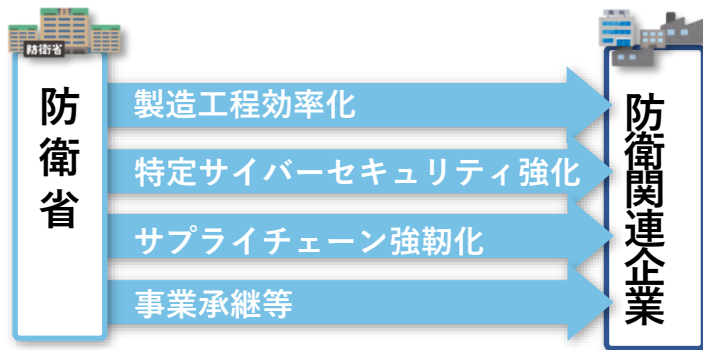 防衛省
防衛省
製造工程効率化
特定サイバーセキュリティ強化
サプライチェーン強靭化
事業承継等
防衛関連企業